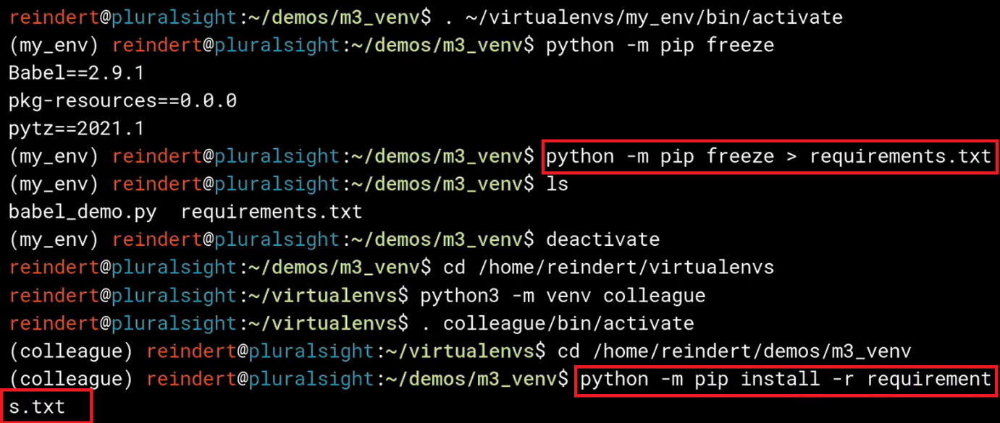 reindert@pluralsight:~/demos/m3_venv$ . ~/virtualenvs/my_env/bin/activate
(my_env) reindert@pluralsight:~/demos/m3_venv$ python -m pip freeze
Babel==2.9.1
pkg-resources==0.0.0
pytz==2021.1
(my_env) reindert@pluralsight:~/demos/m3_venv$ python -m pip freeze > requirements.txt
(my_env) reindert@pluralsight:~/demos/m3_venv$ ls
babel_demo.py  requirements.txt
(my_env) reindert@pluralsight:~/demos/m3_venv$ deactivate
reindert@pluralsight:~/demos/m3_venv$ cd /home/reindert/virtualenvs
reindert@pluralsight:~/virtualenvs$ python3 -m venv colleague
reindert@pluralsight:~/virtualenvs$ . colleague/bin/activate
(colleague) reindert@pluralsight:~/virtualenvs$ cd /home/reindert/demos/m3_venv
(colleague) reindert@pluralsight:~/demos/m3_venv$ python -m pip install -r requirement
s.txt